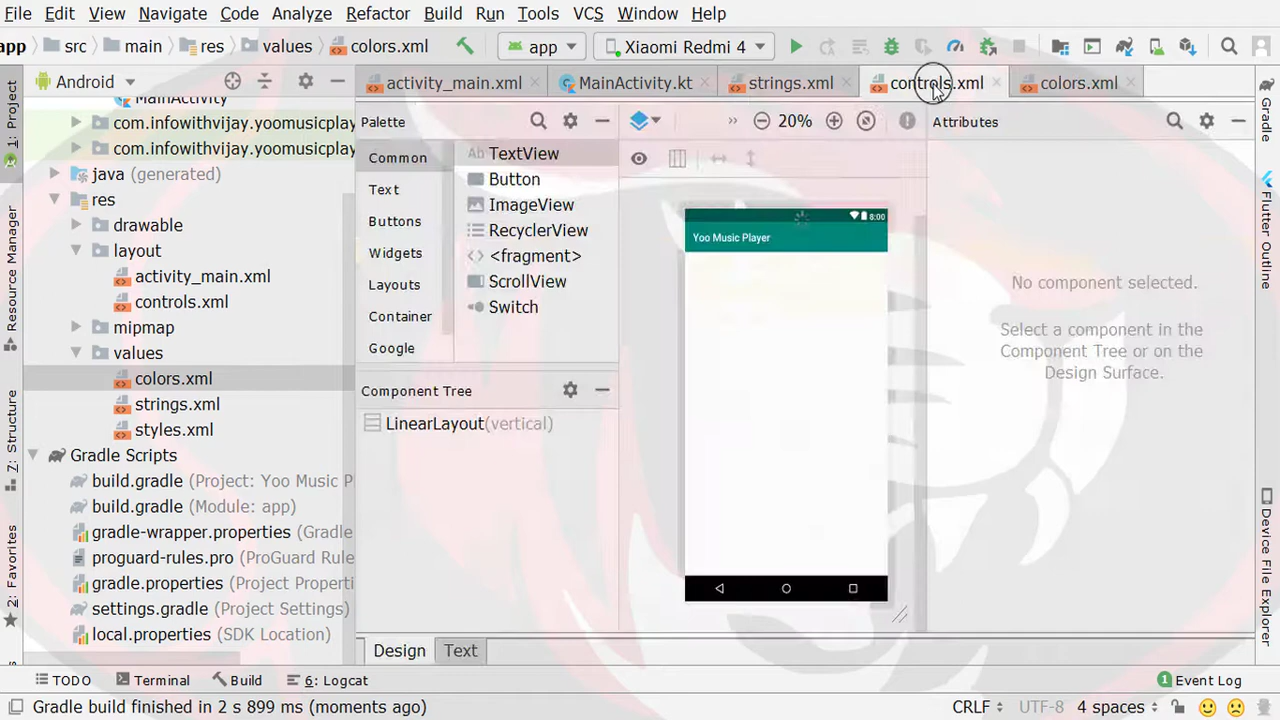 File Edit View Navigate Code Analyze Refactor Build Run Tools VCS Window Help
app src main res values colors.xml app Xiaomi Redmi 4
Android activity_main.xml MainActivity.kt strings.xml controls.xml colors.xml
1: Project
Resource Manager
Z: Structure
2: Favorites
MainActivity
com.infowithvijay.yoomusicplay
com.infowithvijay.yoomusicplay
java (generated)
res
drawable
layout
activity_main.xml
controls.xml
mipmap
values
colors.xml
strings.xml
styles.xml
Gradle Scripts
build.gradle (Project: Yoo Music P
build.gradle (Module: app)
gradle-wrapper.properties (Gradle
proguard-rules.pro (ProGuard Rule
gradle.properties (Project Properti
settings.gradle (Project Settings)
local.properties (SDK Location)
Palette
Common
Text
Buttons
Widgets
Layouts
Container
Google
Ab TextView
Button
ImageView
RecyclerView
<fragment>
ScrollView
Switch
Component Tree
LinearLayout(vertical)
20%
8:00
Yoo Music Player
Attributes
No component selected.
Select a component in the
Component Tree or on the
Design Surface.
Gradle
Flutter Outline
Device File Explorer
Design Text
TODO Terminal Build 6: Logcat 1 Event Log
Gradle build finished in 2 s 899 ms (moments ago) CRLF UTF-8 4 spaces